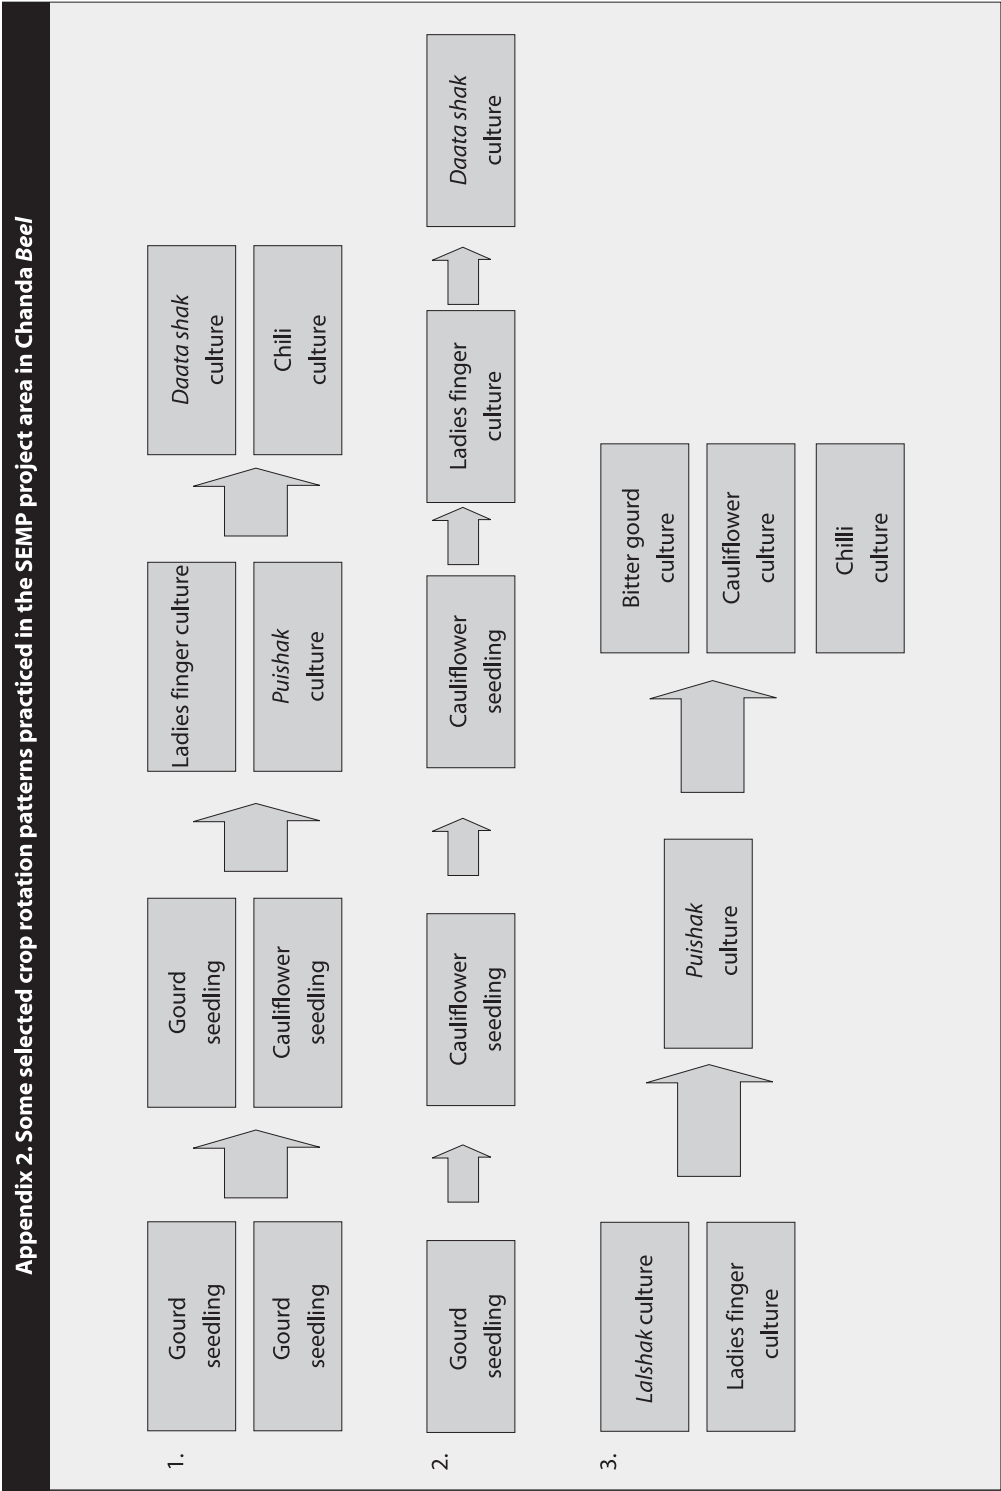 Appendix 2. Some selected crop rotation patterns practiced in the SEMP project area in Chanda Beel
1.
Gourd
seedling
Gourd
seedling
Gourd
seedling
Cauliflower
seedling
Ladies finger culture
Puishak
culture
Daata shak
culture
Chili
culture
2.
Gourd
seedling
Cauliflower
seedling
Cauliflower
seedling
Ladies finger
culture
Daata shak
culture
3.
Lalshak culture
Ladies finger
culture
Puishak
culture
Bitter gourd
culture
Cauliflower
culture
Chilli
culture